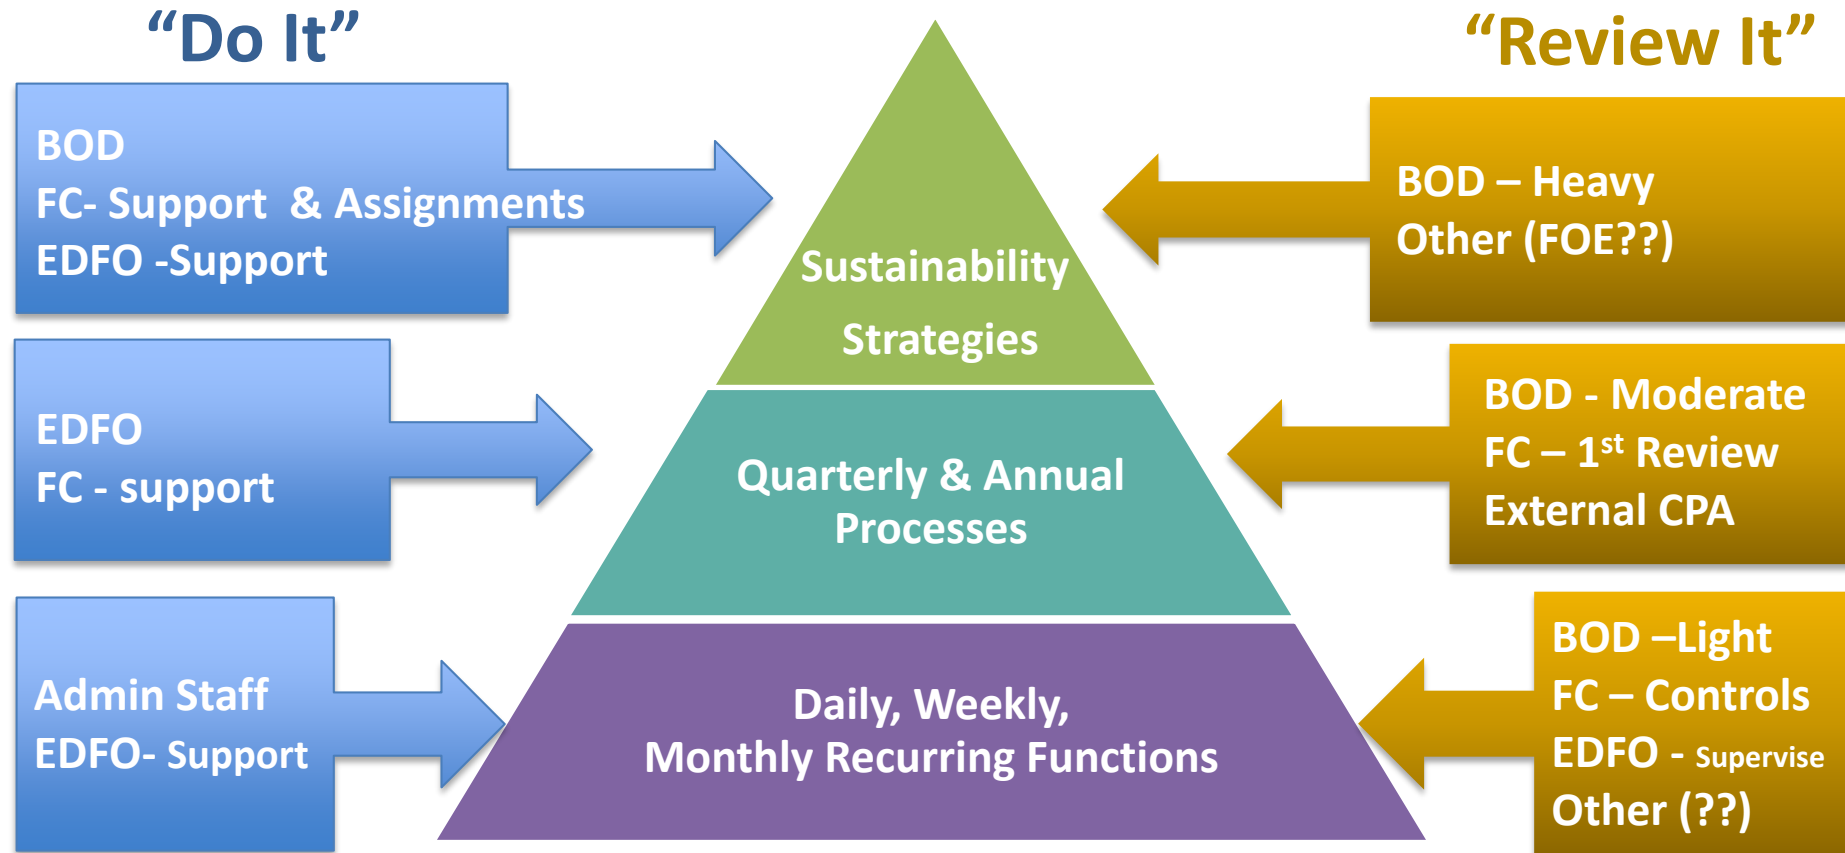 “Do It”
“Review It”
BOD
FC- Support & Assignments
EDFO -Support
Sustainability
Strategies
BOD – Heavy
Other (FOE??)
EDFO
FC - support
Quarterly & Annual
Processes
BOD - Moderate
FC – 1st Review
External CPA
Admin Staff
EDFO- Support
Daily, Weekly,
Monthly Recurring Functions
BOD –Light
FC – Controls
EDFO - Supervise
Other (??)